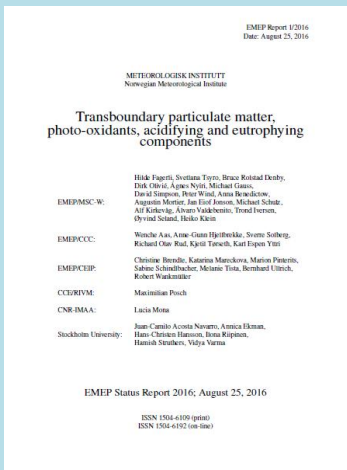 EMEP Report 1/2016
Date: August 25, 2016
METEOROLOGISK INSTITUTT
Norwegian Meteorological Institute
Transboundary particulate matter,
photo-oxidants, acidifying and eutrophying
components
EMEP/MSC-W: Hilde Fagerli, Svetlana Tsyro, Bruce Rolstad Denby,
Dirk Olivié, Ágnes Nyíri, Michael Gauss,
David Simpson, Peter Wind, Anna Benedictow,
Augustin Mortier, Jan Eiof Jonson, Michael Schulz,
Alf Kirkevåg, Álvaro Valdebenito, Trond Iversen,
Øyvind Seland, Heiko Klein
EMEP/CCC: Wenche Aas, Anne-Gunn Hjellbrekke, Sverre Solberg,
Richard Olav Rud, Kjetil Tørseth, Karl Espen Yttri
EMEP/CEIP: Christine Brendle, Katarina Mareckova, Marion Pinterits,
Sabine Schindlbacher, Melanie Tista, Bernhard Ullrich,
Robert Wankmüller
CCE/RIVM: Maximilian Posch
CNR-IMAA: Lucia Mona
Stockholm University: Juan-Camilo Acosta Navarro, Annica Ekman,
Hans-Christen Hansson, Ilona Riipinen,
Hamish Struthers, Vidya Varma
EMEP Status Report 2016; August 25, 2016
ISSN 1504-6109 (print)
ISSN 1504-6192 (on-line)